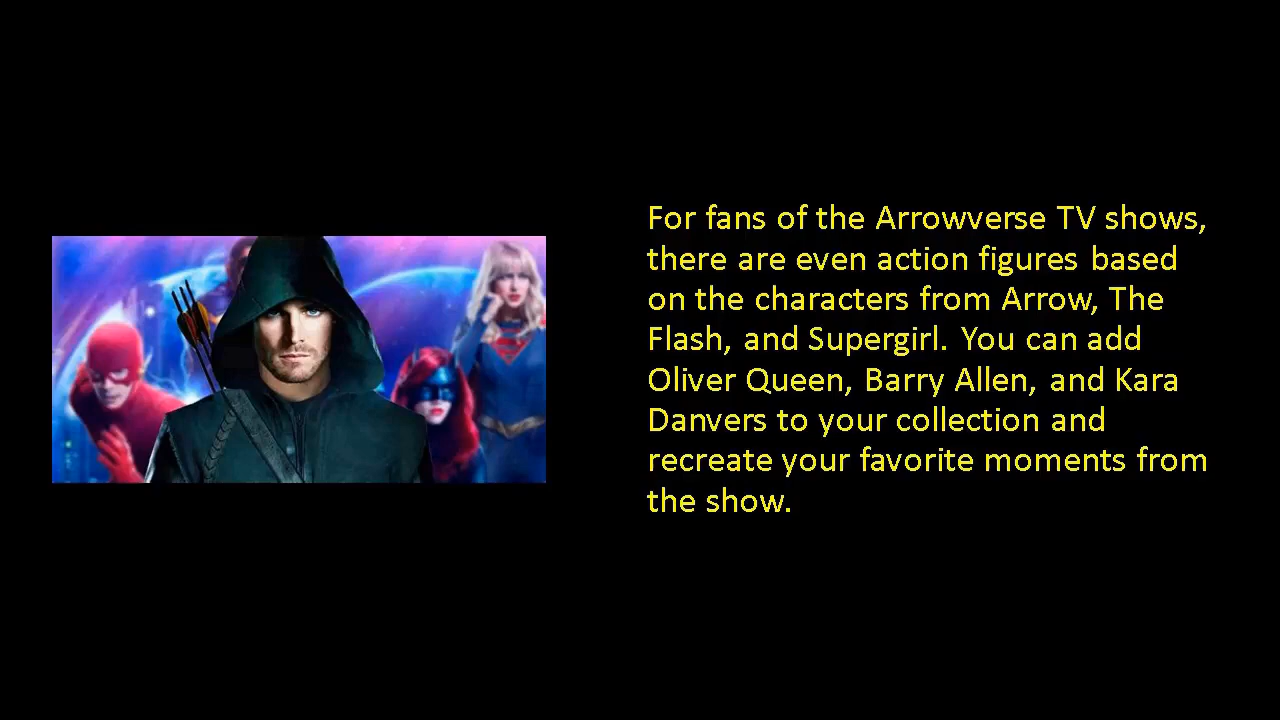 For fans of the Arrowverse TV shows,
there are even action figures based
on the characters from Arrow, The
Flash, and Supergirl. You can add
Oliver Queen, Barry Allen, and Kara
Danvers to your collection and
recreate your favorite moments from
the show.